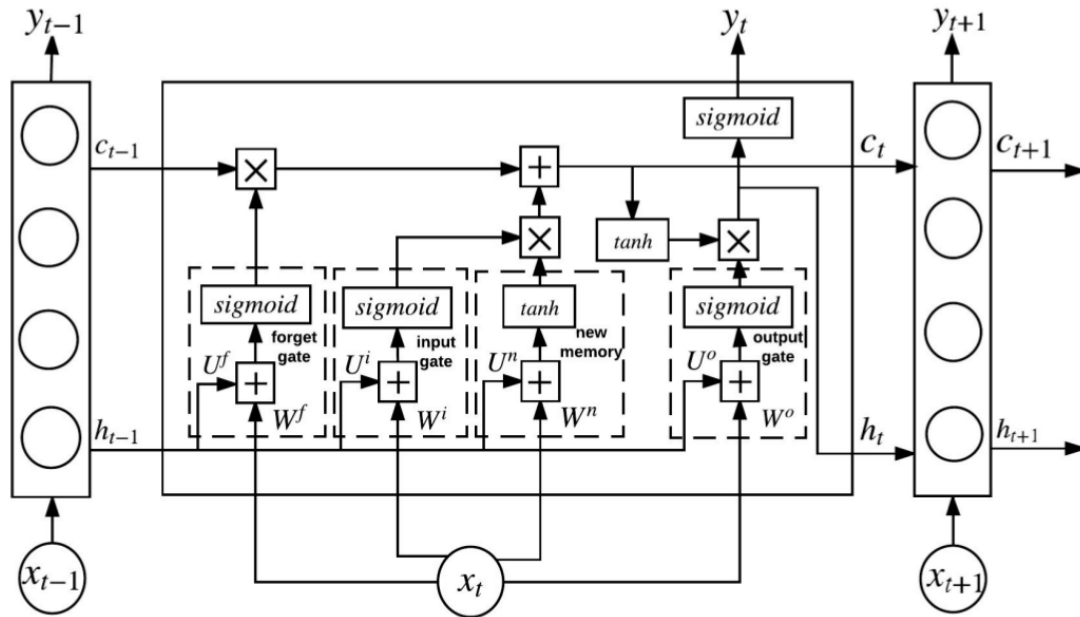 y_{t-1}
y_t
y_{t+1}
sigmoid
c_{t-1}
c_t
c_{t+1}
×
+
×
tanh
×
sigmoid
sigmoid
tanh
sigmoid
forget gate
input gate
new memory
output gate
U^f
+
U^i
+
U^n
+
U^o
+
W^f
W^i
W^n
W^o
h_{t-1}
h_t
h_{t+1}
x_{t-1}
x_t
x_{t+1}